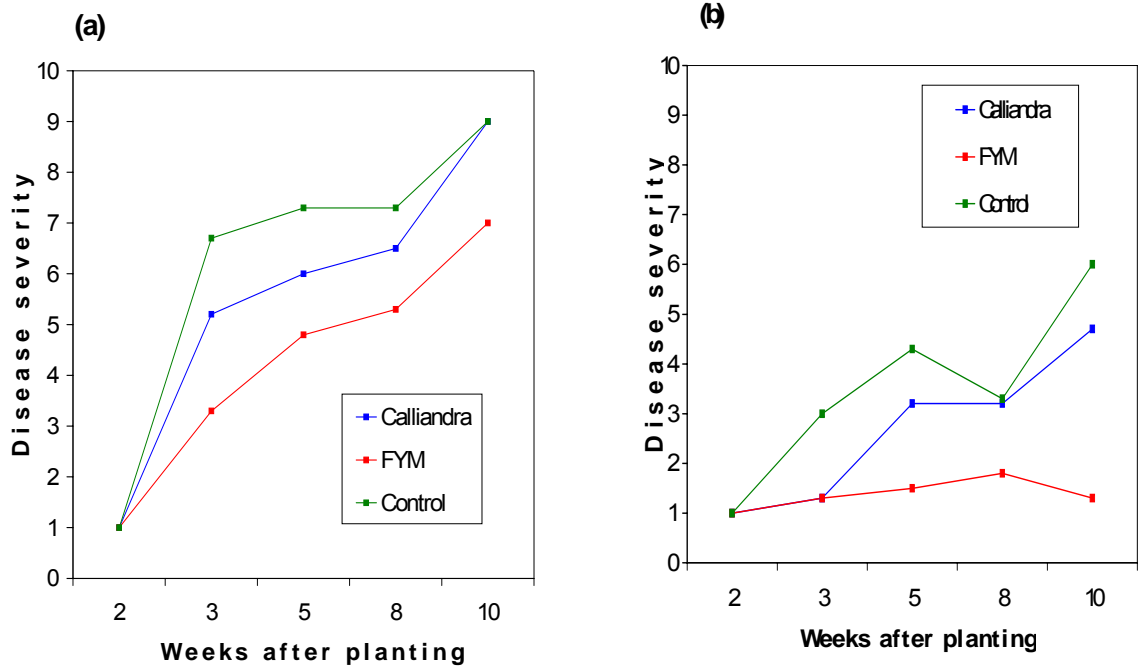 (a)
10
9
8
7
6
5
4
3
2
1
0
Disease severity
Calliandra
FYM
Control
2 3 5 8 10
Weeks after planting
(b)
10
9
8
7
6
5
4
3
2
1
0
Disease severity
Calliandra
FYM
Control
2 3 5 8 10
Weeks after planting